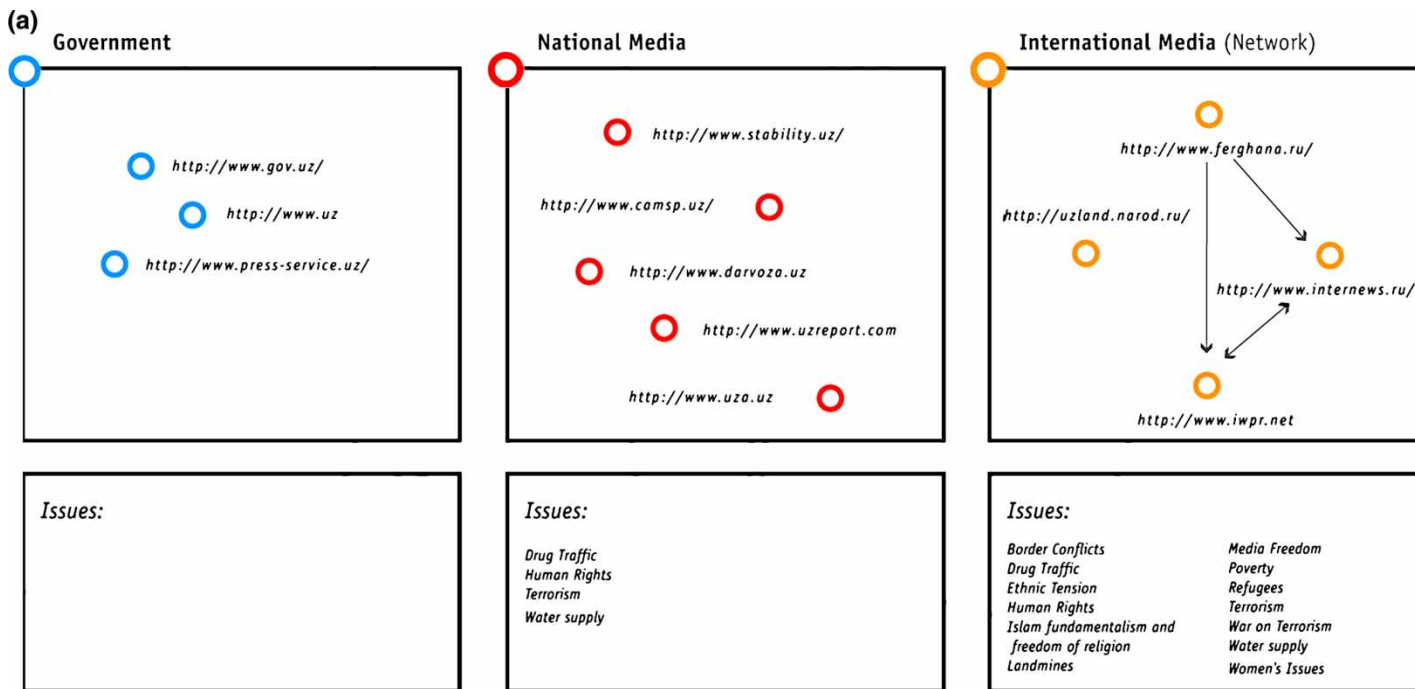 (a)
Government
http://www.gov.uz/
http://www.uz
http://www.press-service.uz/
National Media
http://www.stability.uz/
http://www.camsp.uz/
http://www.darvoza.uz
http://www.uzreport.com
http://www.uza.uz
International Media (Network)
http://www.ferghana.ru/
http://uzland.narod.ru/
http://www.internews.ru/
http://www.iwpr.net
Issues:
Issues:
Drug Traffic
Human Rights
Terrorism
Water supply
Issues:
Border Conflicts
Drug Traffic
Ethnic Tension
Human Rights
Islam fundamentalism and
freedom of religion
Landmines
Media Freedom
Poverty
Refugees
Terrorism
War on Terrorism
Water supply
Women's Issues